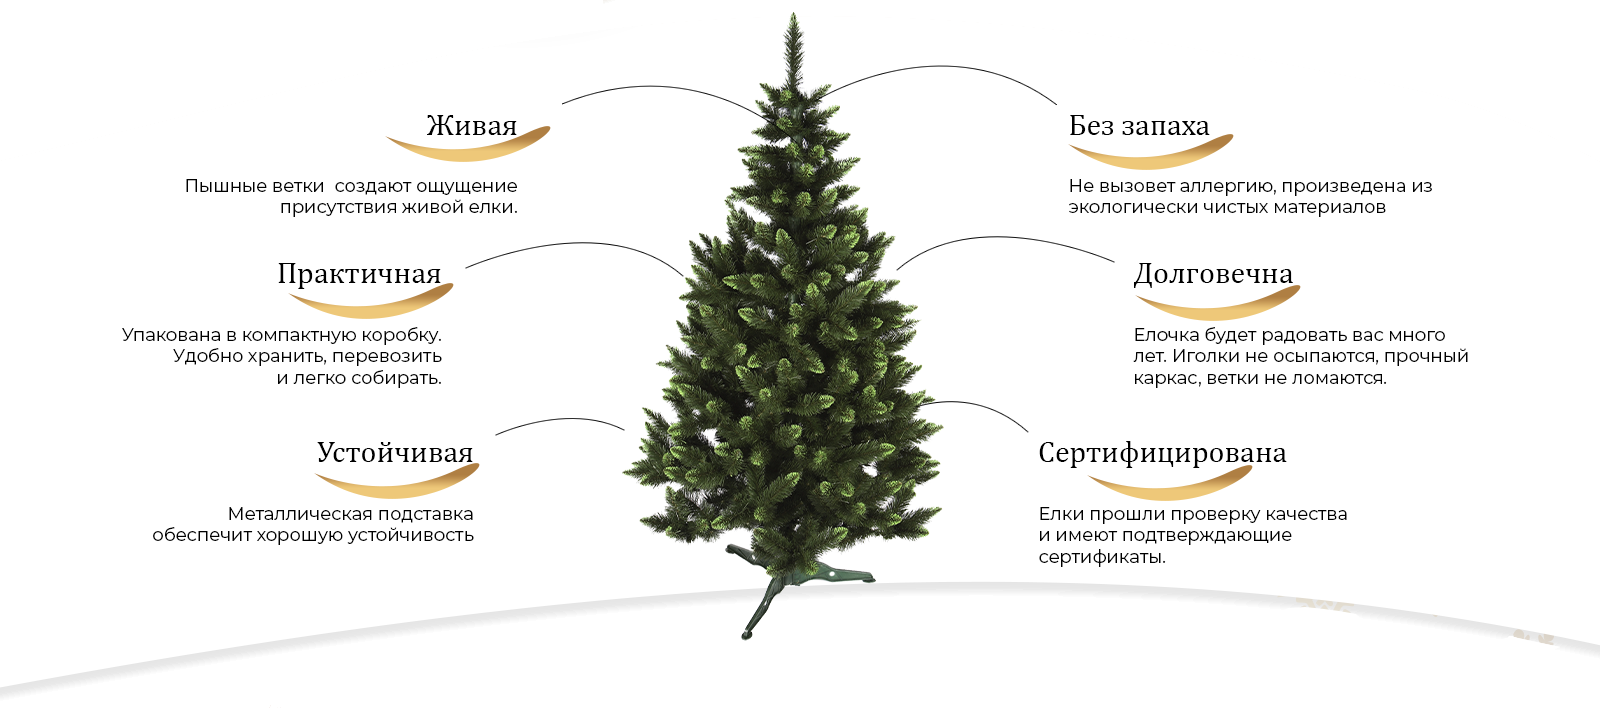 Живая
Пышные ветки  создают ощущение
присутствия живой елки.
Практичная
Упакована в компактную коробку.
Удобно хранить, перевозить
и легко собирать.
Устойчивая
Металлическая подставка
обеспечит хорошую устойчивость
Без запаха
Не вызовет аллергию, произведена из
экологически чистых материалов
Долговечна
Елочка будет радовать вас много
лет. Иголки не осыпаются, прочный
каркас, ветки не ломаются.
Сертифицирована
Елки прошли проверку качества
и имеют подтверждающие
сертификаты.